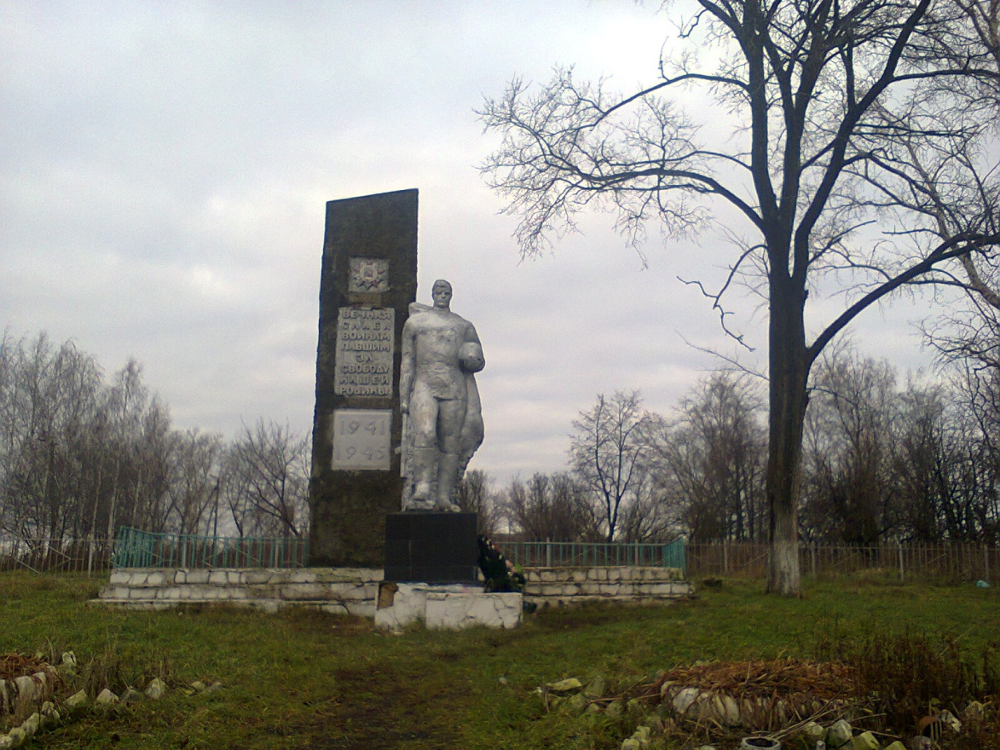 ВЕЧНАЯ
СЛАВА
ВОИНАМ
ПАВШИМ
ЗА
СВОБОДУ
НАШЕЙ
РОДИНЫ
1941
1945